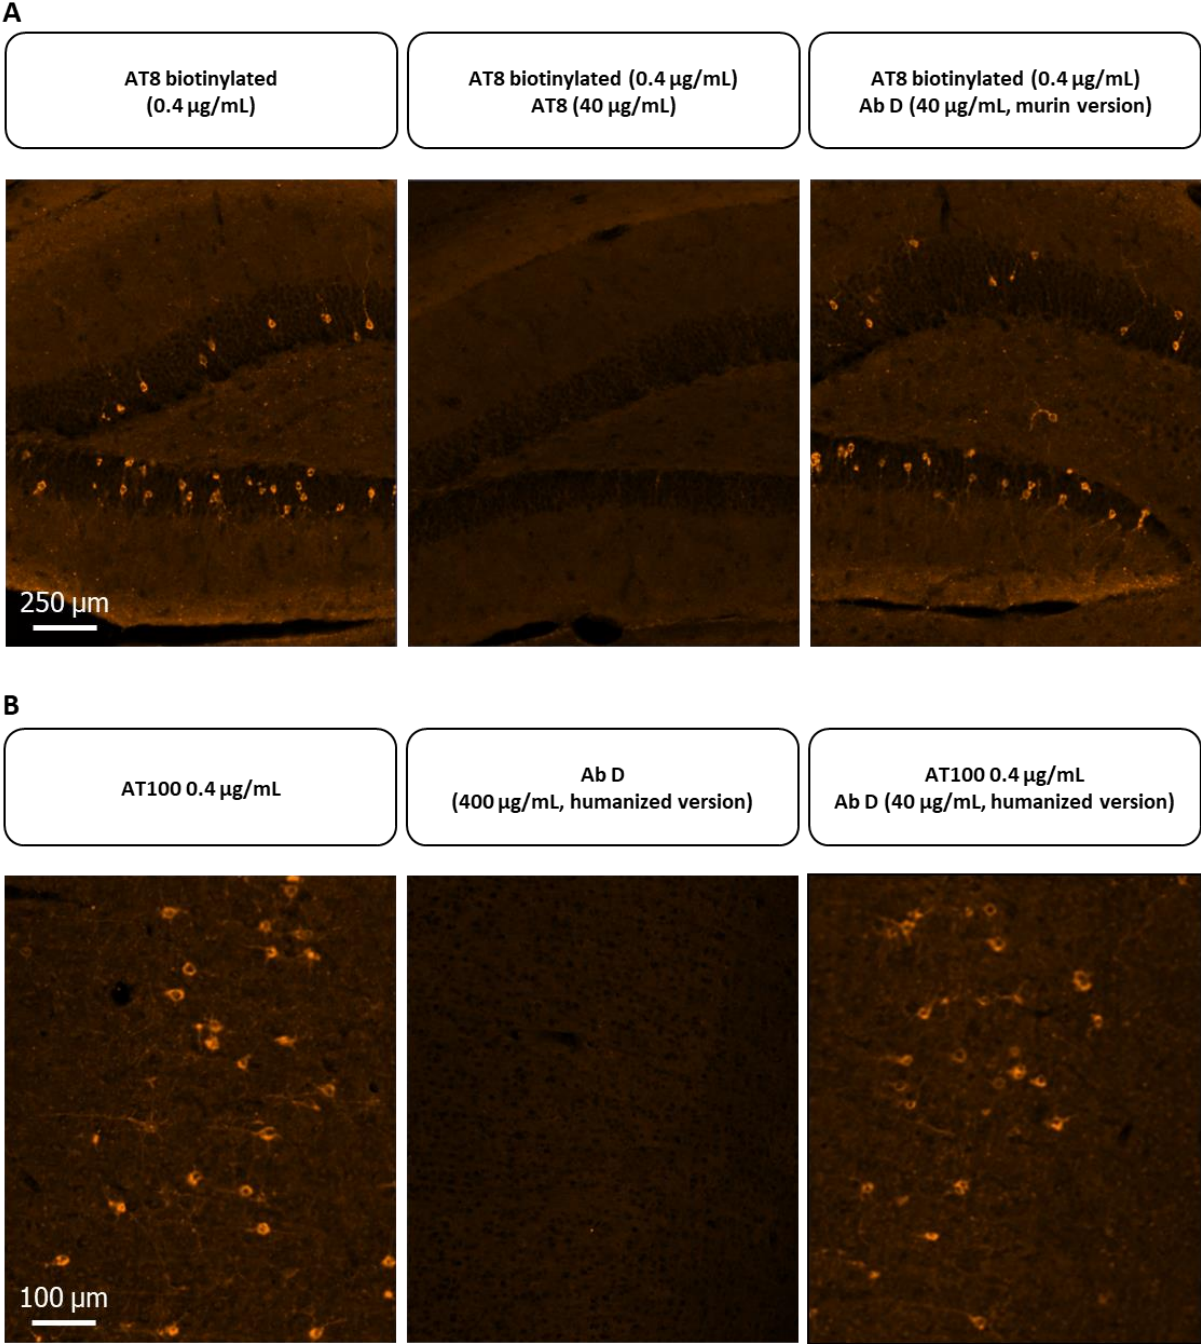 A
AT8 biotinylated
(0.4 µg/mL)
AT8 biotinylated (0.4 µg/mL)
AT8 (40 µg/mL)
AT8 biotinylated (0.4 µg/mL)
Ab D (40 µg/mL, murin version)
250 µm
B
AT100 0.4 µg/mL
Ab D
(400 µg/mL, humanized version)
AT100 0.4 µg/mL
Ab D (40 µg/mL, humanized version)
100 µm